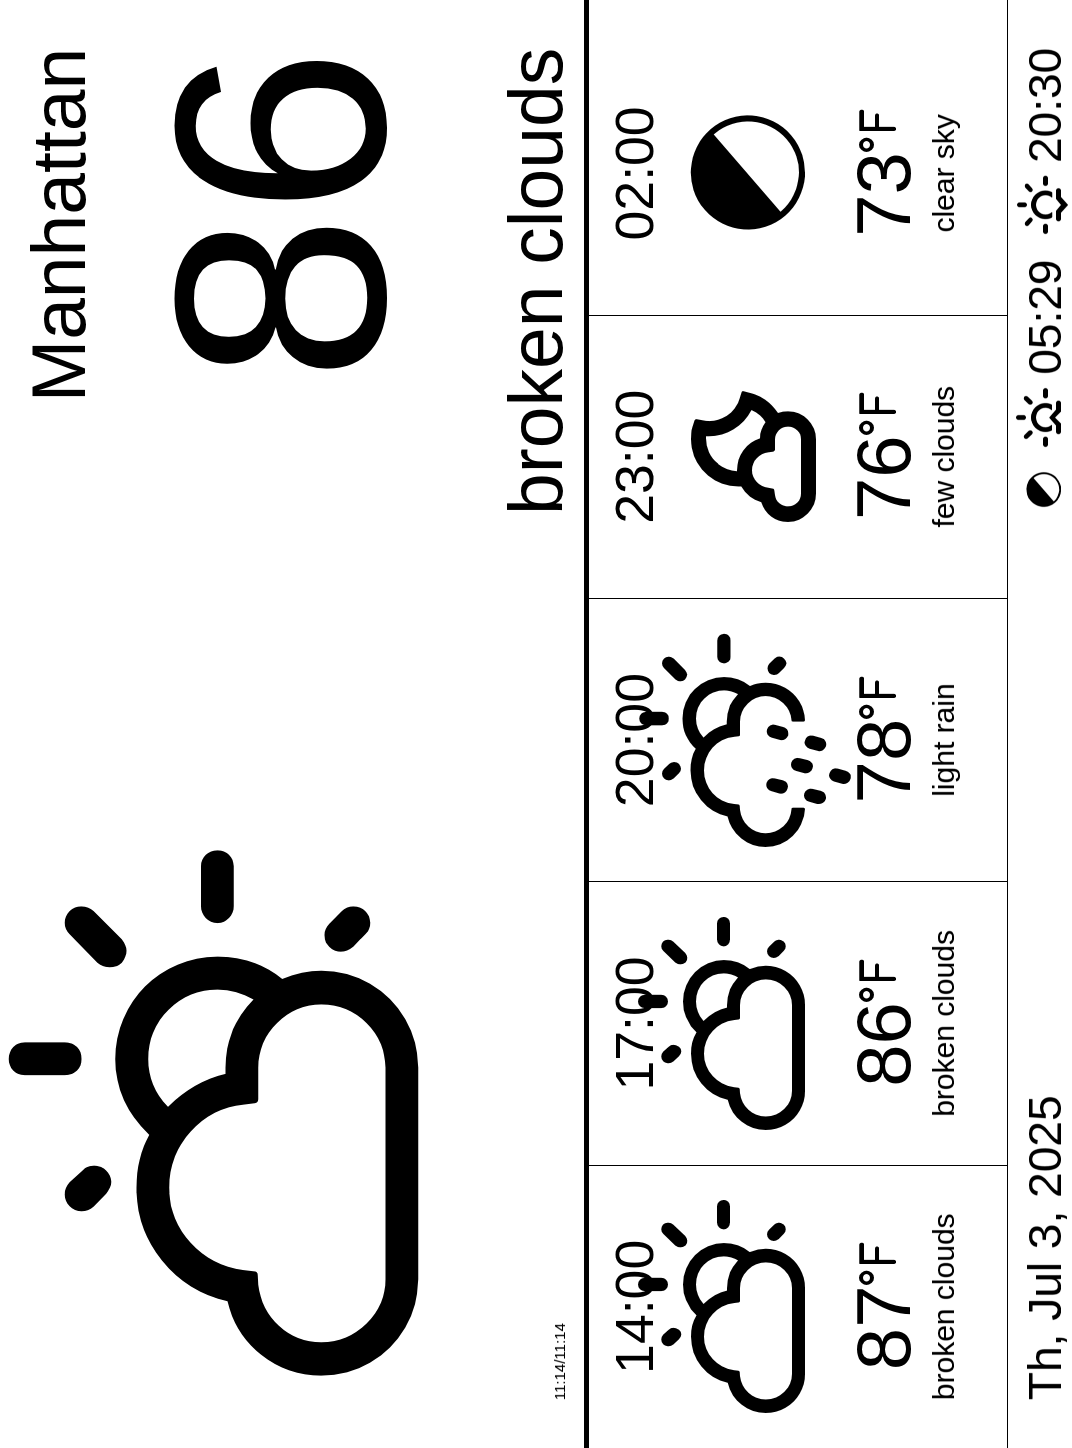 Manhattan
86
broken clouds
11:14/11:14
14:00 17:00 20:00 23:00 02:00
87°F 86°F 78°F 76°F 73°F
broken clouds broken clouds light rain few clouds clear sky
Th, Jul 3, 2025 05:29 20:30